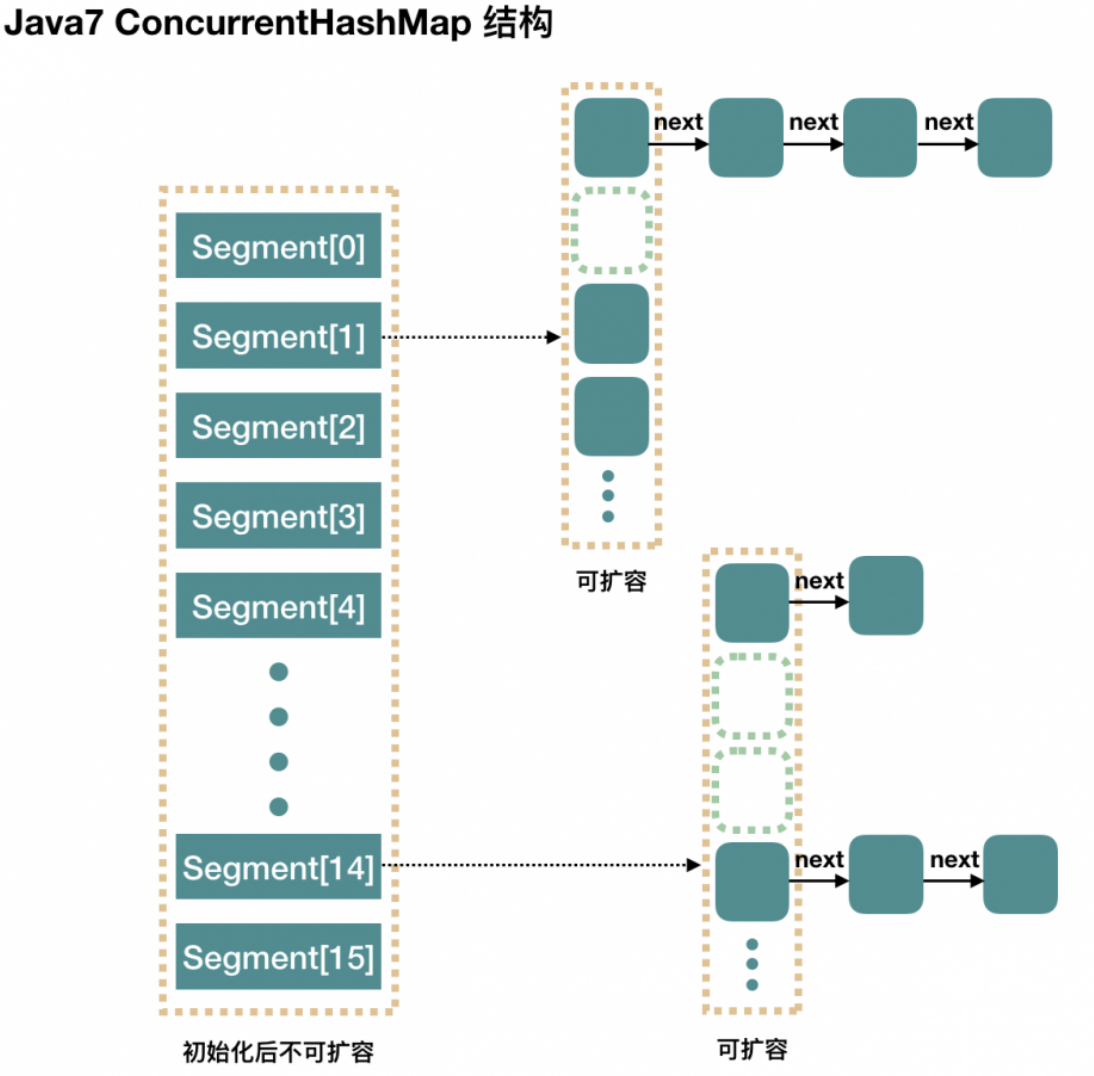 Java7 ConcurrentHashMap 结构
next
next
next
Segment[0]
Segment[1]
Segment[2]
Segment[3]
Segment[4]
可扩容
next
Segment[14]
next
next
Segment[15]
初始化后不可扩容
可扩容